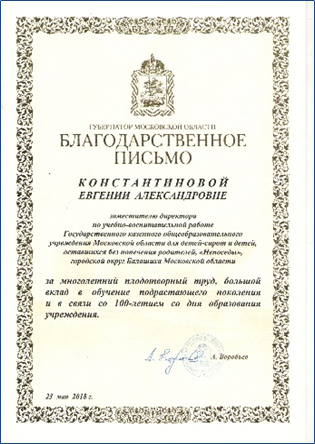 ГУБЕРНАТОР МОСКОВСКОЙ ОБЛАСТИ
БЛАГОДАРСТВЕННОЕ
ПИСЬМО
КОНСТАНТИНОВОЙ
ЕВГЕНИИ АЛЕКСАНДРОВНЕ
заместителю директора
по учебно-воспитательной работе
Государственного казенного общеобразовательного
учреждения Московской области для детей-сирот и детей,
оставшихся без попечения родителей, «Непоседы»,
городской округ Балашиха Московской области
за многолетний плодотворный труд, большой
вклад в обучение подрастающего поколения
и в связи со 100-летием со дня образования
учреждения.
А. Воробьев
23 мая 2018 г.